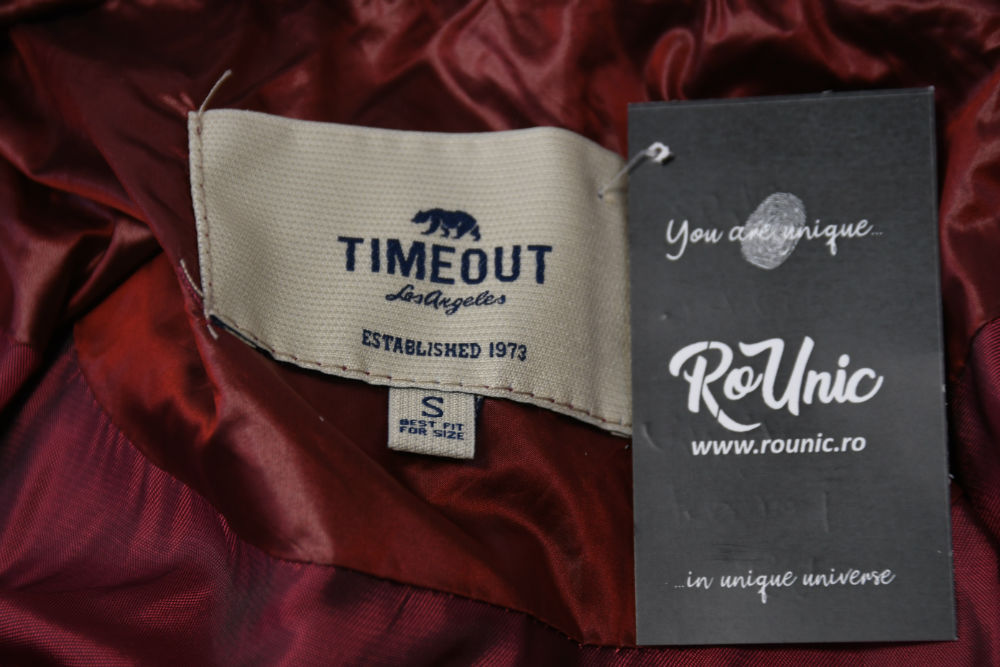 TIMEOUT
Los Angeles
ESTABLISHED 1973
S
BEST FIT
FOR SIZE
You are unique...
RoUnic
www.rounic.ro
...in unique universe